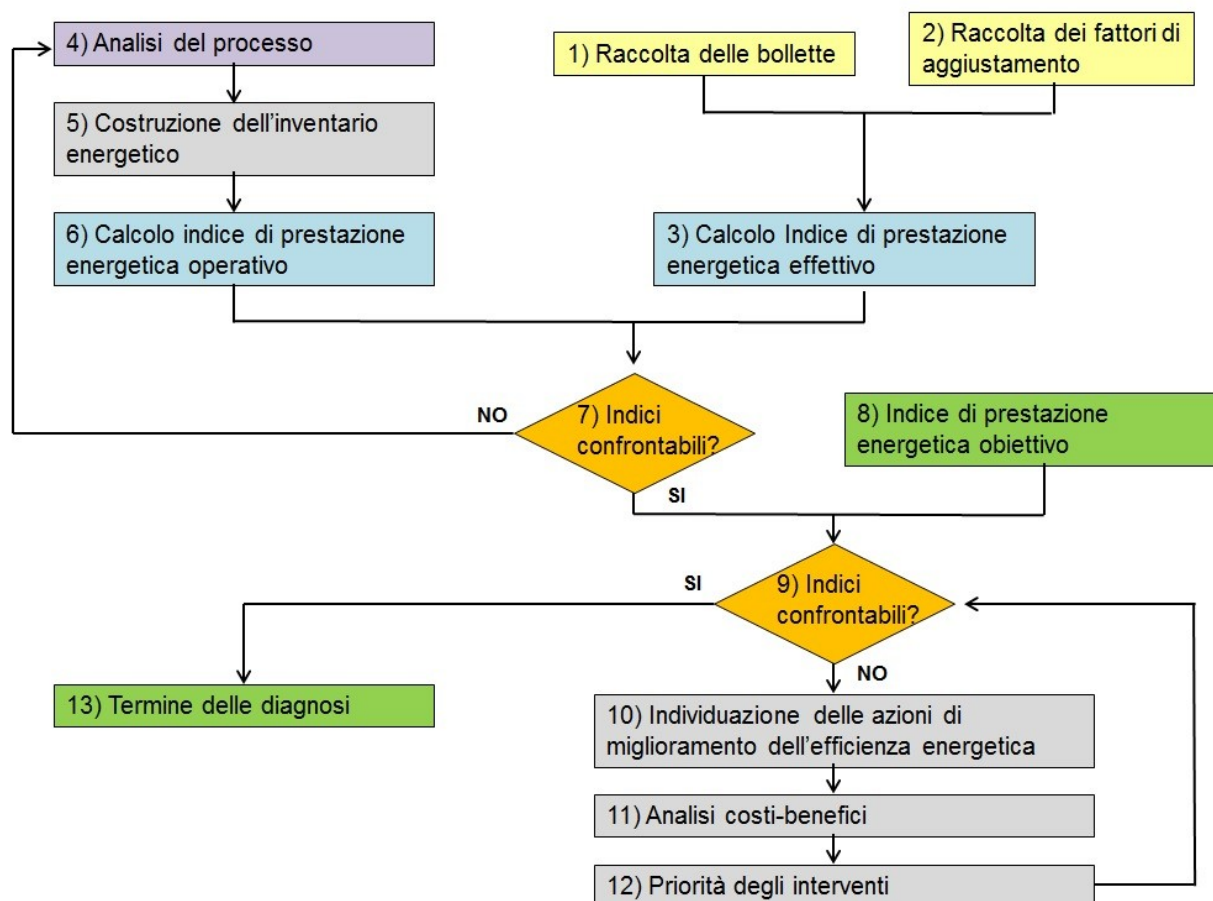 4) Analisi del processo
1) Raccolta delle bollette
2) Raccolta dei fattori di
aggiustamento
5) Costruzione dell'inventario
energetico
6) Calcolo indice di prestazione
energetica operativo
3) Calcolo Indice di prestazione
energetica effettivo
NO
7) Indici
confrontabili?
8) Indice di prestazione
energetica obiettivo
SI
SI
9) Indici
confrontabili?
NO
13) Termine delle diagnosi
10) Individuazione delle azioni di
miglioramento dell'efficienza energetica
11) Analisi costi-benefici
12) Priorità degli interventi